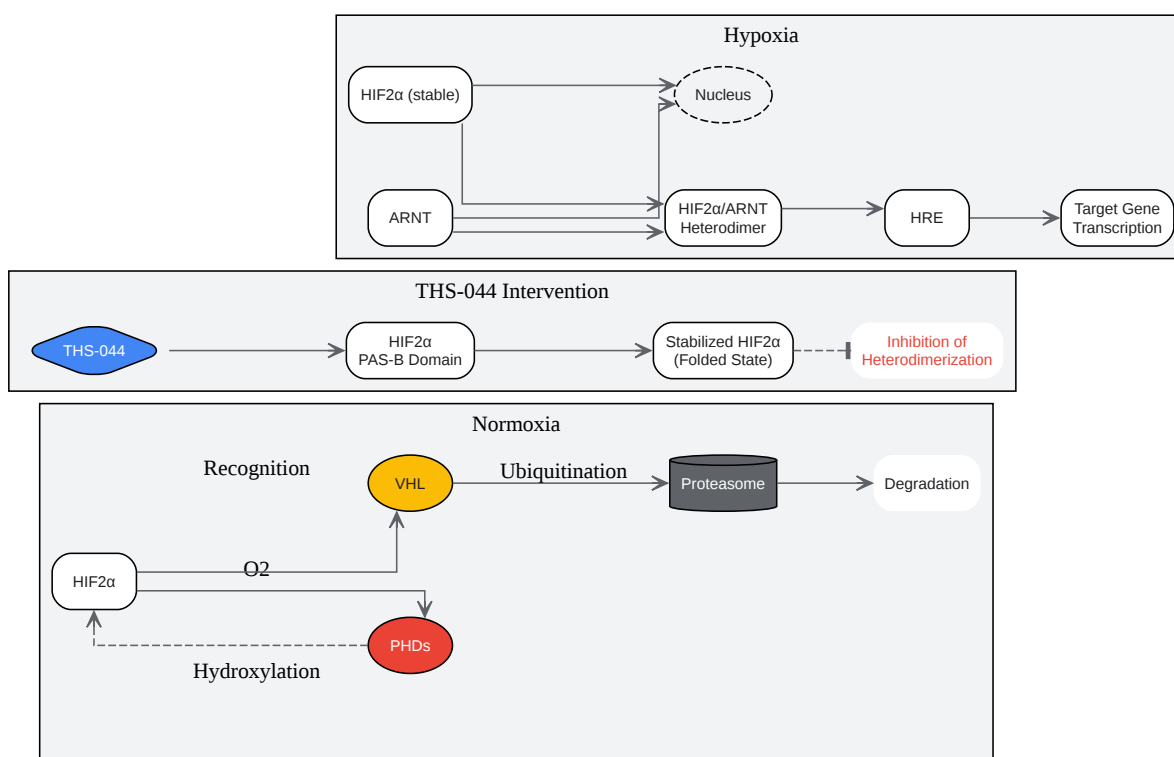 Hypoxia
HIF2α (stable)
Nucleus
ARNT
HIF2α/ARNT
Heterodimer
HRE
Target Gene
Transcription
THS-044 Intervention
THS-044
HIF2α
PAS-B Domain
Stabilized HIF2α
(Folded State)
Inhibition of
Heterodimerization
Normoxia
Recognition
VHL
Ubiquitination
Proteasome
Degradation
HIF2α
O2
PHDs
Hydroxylation